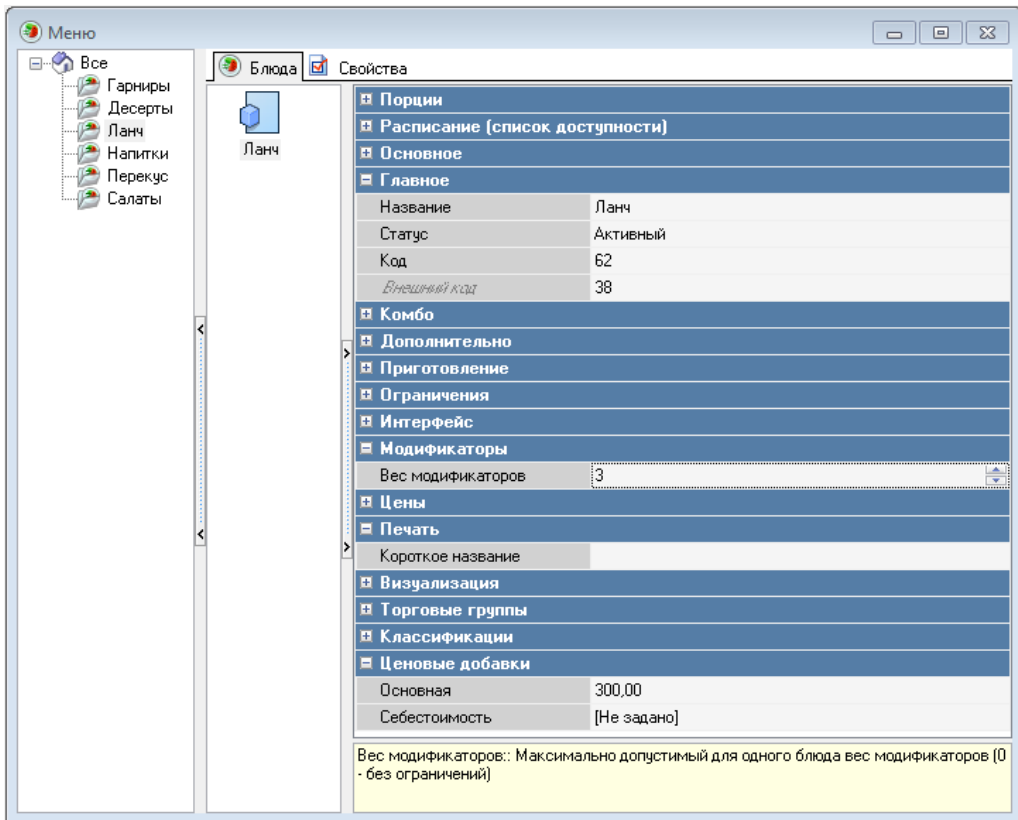 Меню
Все
Гарниры
Десерты
Ланч
Напитки
Перекус
Салаты
Блюда
Свойства
Ланч
Порции
Расписание (список доступности)
Основное
Главное
Название Ланч
Статус Активный
Код 62
Внешний код 38
Комбо
Дополнительно
Приготовление
Ограничения
Интерфейс
Модификаторы
Вес модификаторов 3
Цены
Печать
Короткое название
Визуализация
Торговые группы
Классификации
Ценовые добавки
Основная 300,00
Себестоимость [Не задано]
Вес модификаторов:: Максимально допустимый для одного блюда вес модификаторов (0
- без ограничений)